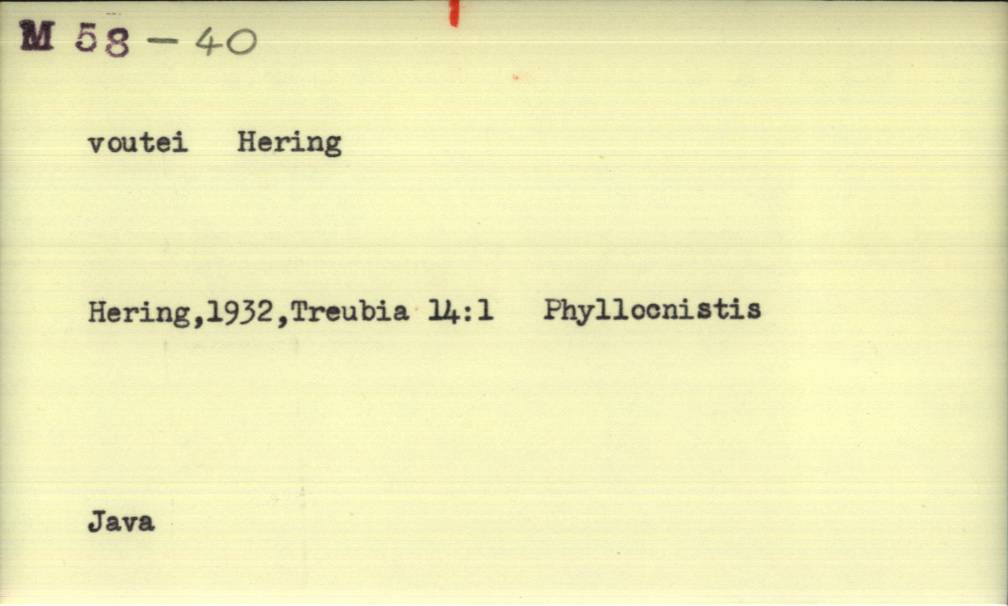 M 58 - 40
voutei Hering
Hering,1932,Treubia 14:1 Phyllocnistis
Java